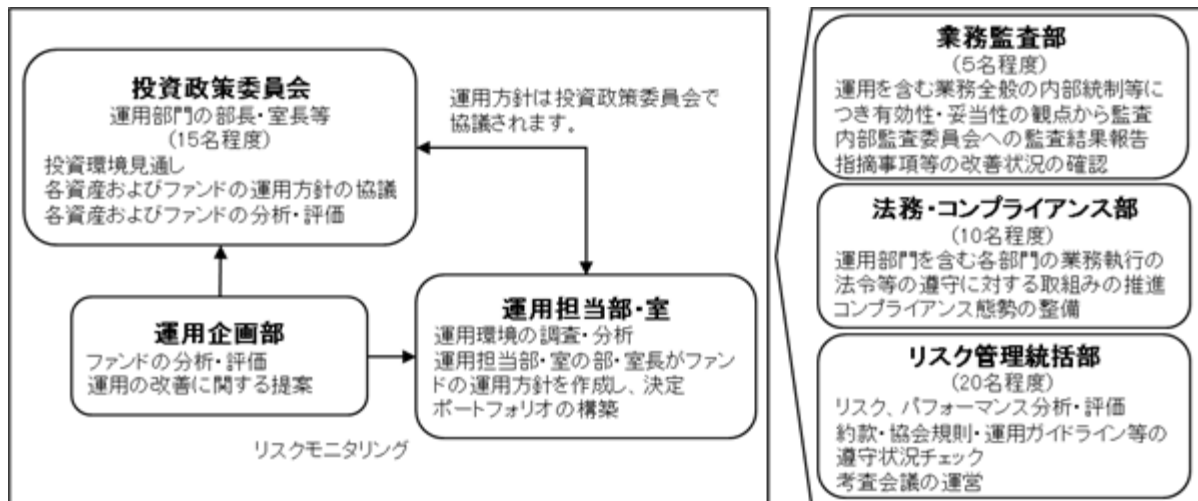 投資政策委員会
運用部門の部長・室長等
(15名程度)
投資環境見通し
各資産およびファンドの運用方針の協議
各資産およびファンドの分析・評価
運用方針は投資政策委員会で
協議されます。
運用企画部
ファンドの分析・評価
運用の改善に関する提案
運用担当部・室
運用環境の調査・分析
運用担当部・室の部・室長がファン
ドの運用方針を作成し、決定
ポートフォリオの構築
リスクモニタリング
業務監査部
(5名程度)
運用を含む業務全般の内部統制等に
つき有効性・妥当性の観点から監査
内部監査委員会への監査結果報告
指摘事項等の改善状況の確認
法務・コンプライアンス部
(10名程度)
運用部門を含む各部門の業務執行の
法令等の遵守に対する取組みの推進
コンプライアンス態勢の整備
リスク管理統括部
(20名程度)
リスク、パフォーマンス分析・評価
約款・協会規則・運用ガイドライン等の
遵守状況チェック
考査会議の運営